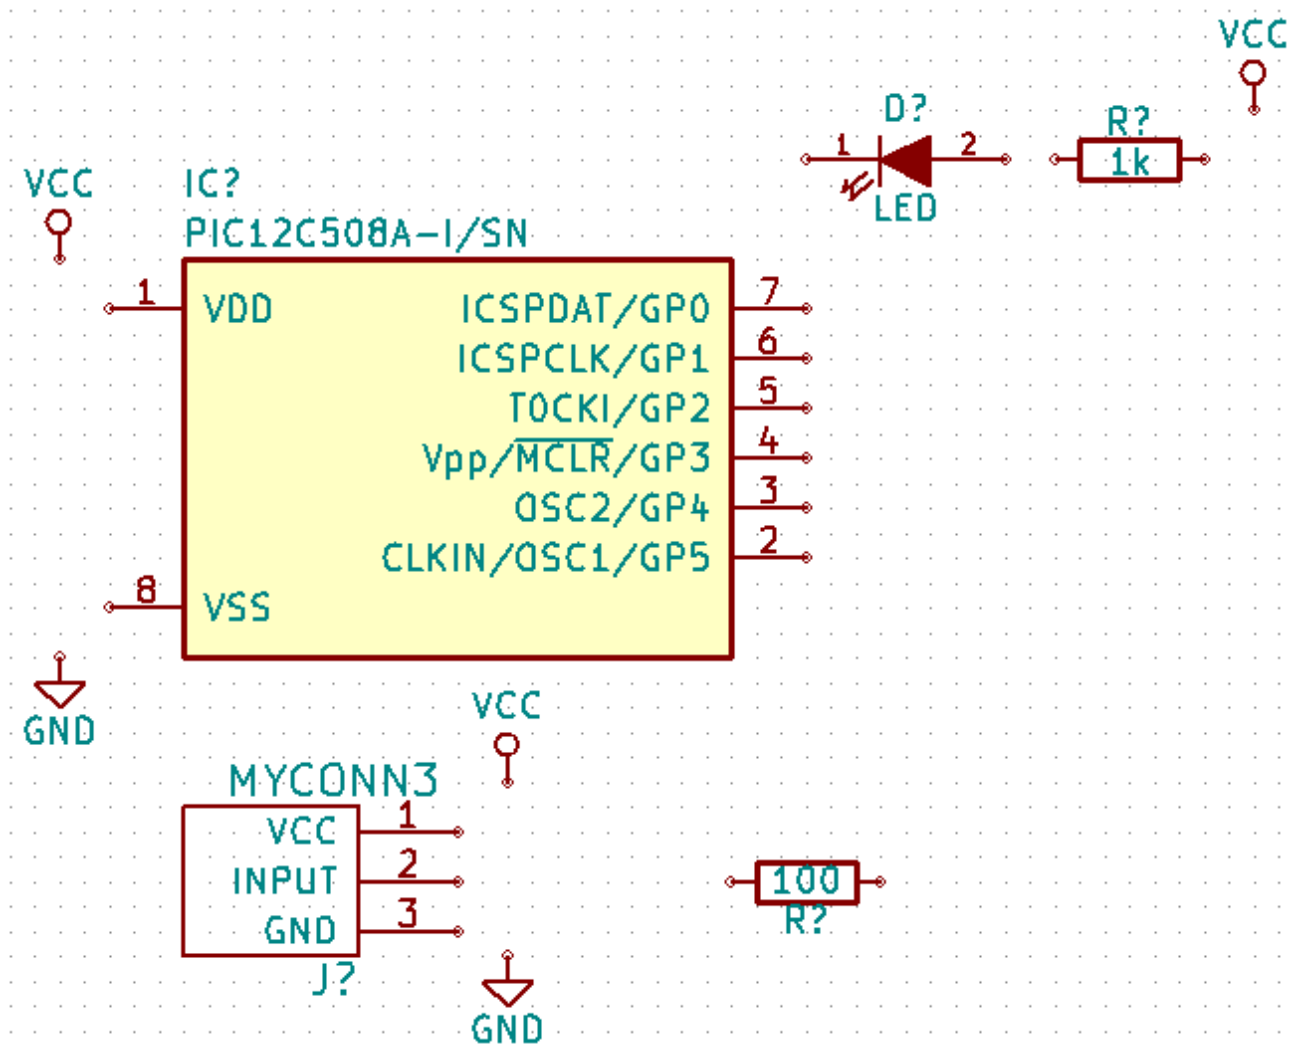 VCC
D?
R?
1 2
1k
LED
VCC
IC?
PIC12C508A-I/SN
1 VDD ICSPDAT/GP0 7
ICSPCLK/GP1 6
T0CKI/GP2 5
Vpp/MCLR/GP3 4
OSC2/GP4 3
CLKIN/OSC1/GP5 2
8 VSS
GND
VCC
MYCONN3
VCC 1
INPUT 2
GND 3
J?
GND
100
R?